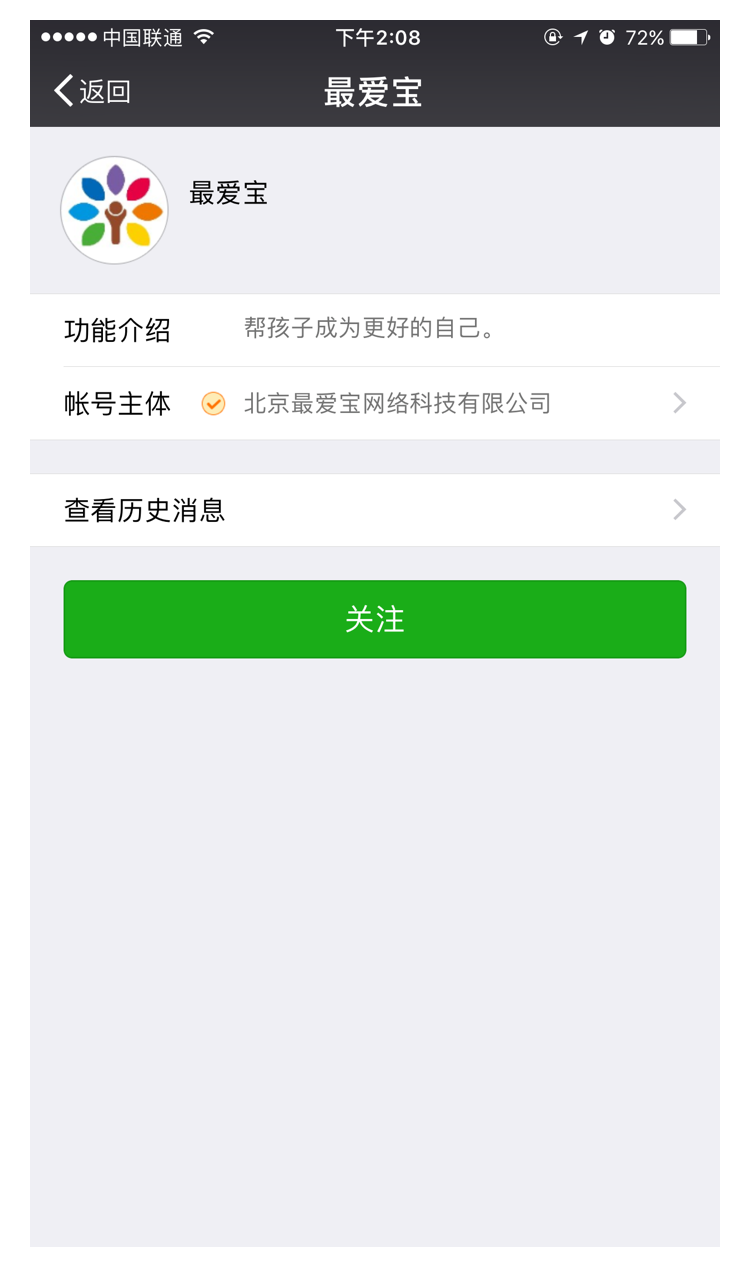 中国联通 下午2:08 72%
返回 最爱宝
最爱宝
功能介绍 帮孩子成为更好的自己。
帐号主体 北京最爱宝网络科技有限公司
查看历史消息
关注